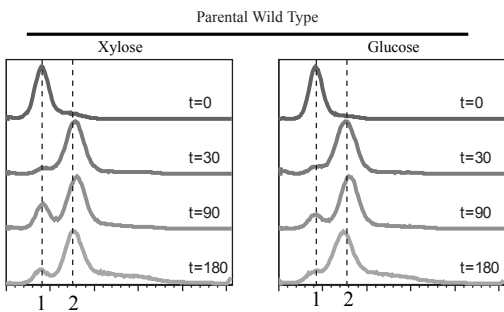 Parental Wild Type
Xylose
t=0
t=30
t=90
t=180
1 2
Glucose
t=0
t=30
t=90
t=180
1 2